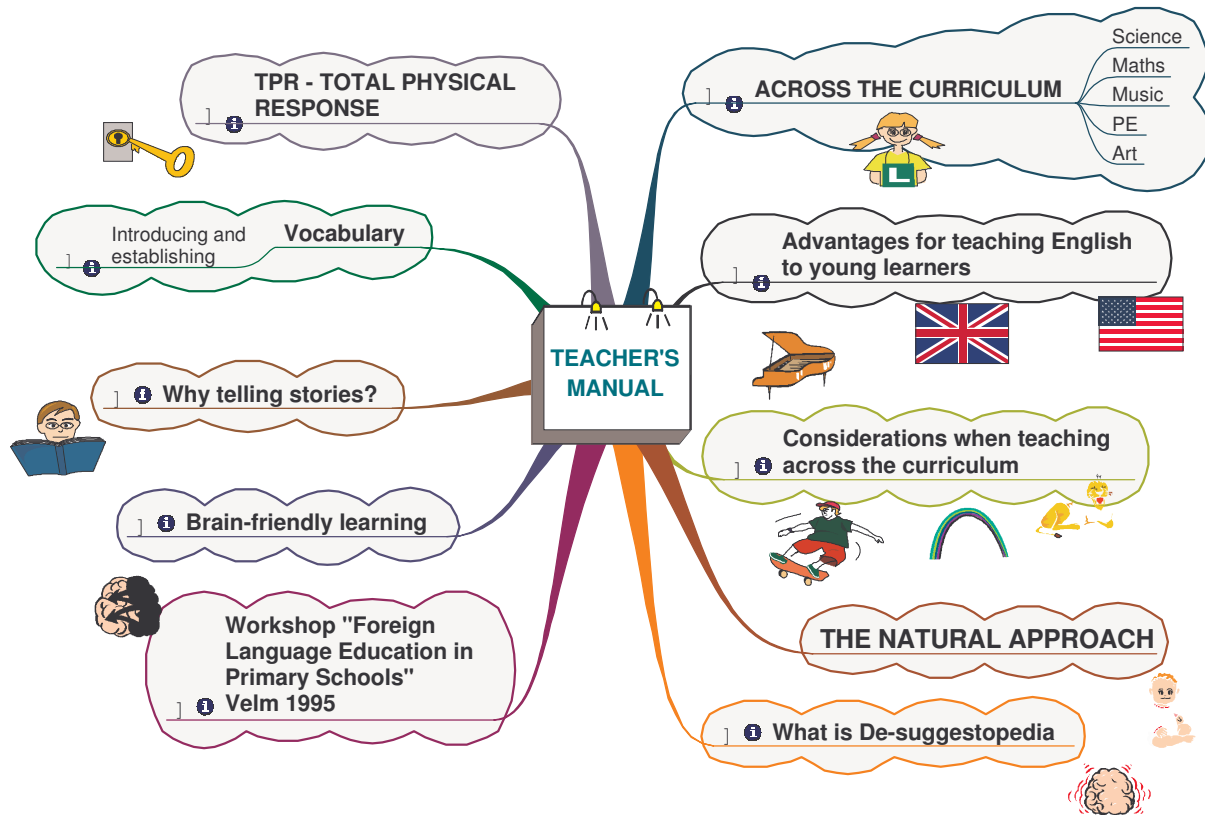 TEACHER'S
MANUAL
ACROSS THE CURRICULUM
Science
Maths
Music
PE
Art
L
Advantages for teaching English
to young learners
Considerations when teaching
across the curriculum
THE NATURAL APPROACH
What is De-suggestopedia
Workshop "Foreign
Language Education in
Primary Schools"
Velm 1995
Brain-friendly learning
Why telling stories?
Vocabulary
Introducing and
establishing
TPR - TOTAL PHYSICAL
RESPONSE